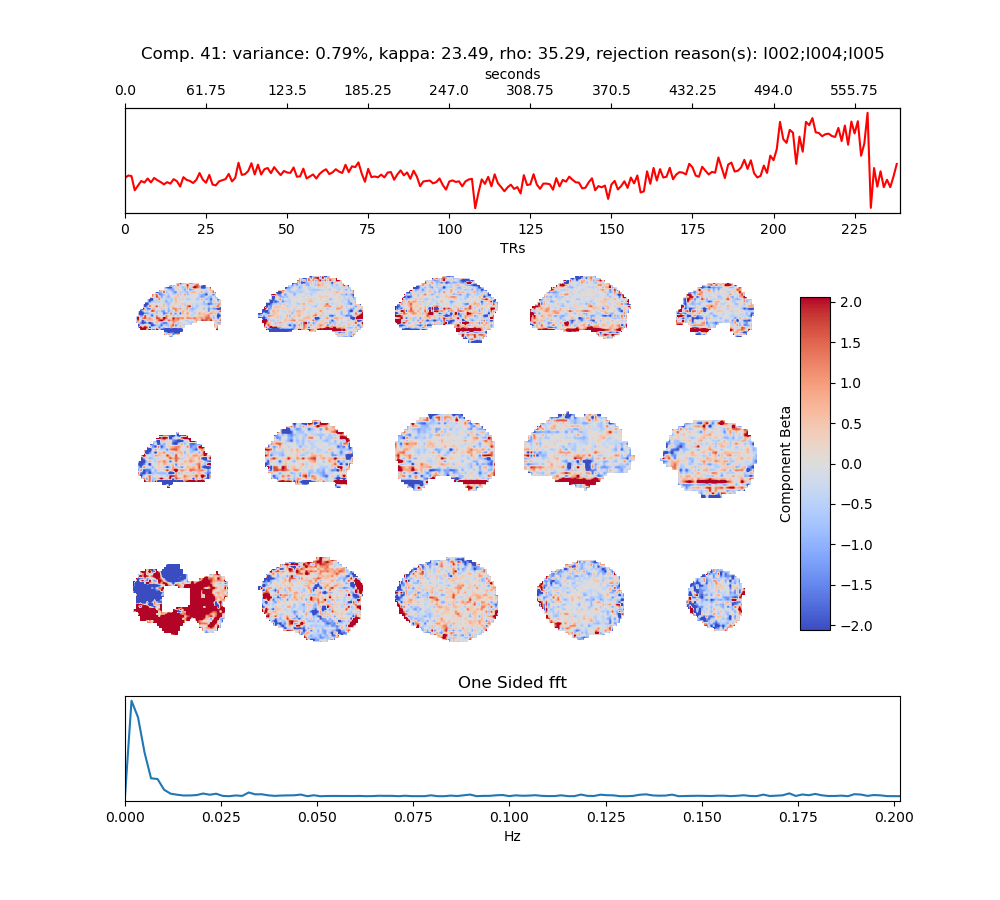 Comp. 41: variance: 0.79%, kappa: 23.49, rho: 35.29, rejection reason(s): I002;I004;I005
seconds
0.0 61.75 123.5 185.25 247.0 308.75 370.5 432.25 494.0 555.75
0 25 50 75 100 125 150 175 200 225
TRs
2.0
1.5
1.0
0.5
0.0
−0.5
−1.0
−1.5
−2.0
Component Beta
One Sided fft
0.000 0.025 0.050 0.075 0.100 0.125 0.150 0.175 0.200
Hz